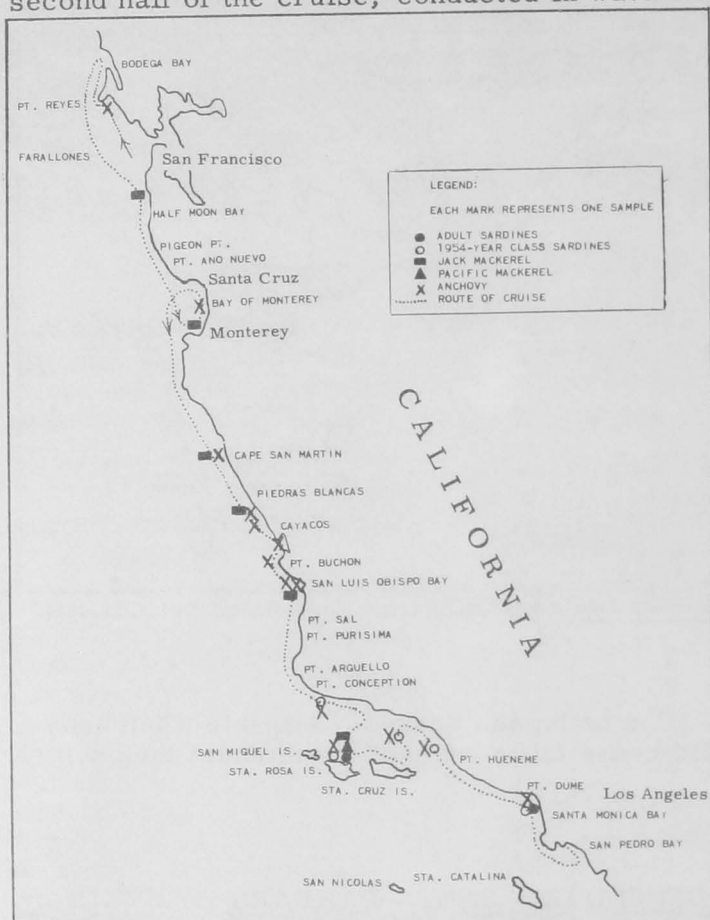 second half of the cruise, conducted in
BODEGA BAY
PT. REYES
FARALLONES
San Francisco
HALF MOON BAY
PIGEON PT.
PT. ANO NUEVO
Santa Cruz
BAY OF MONTEREY
Monterey
LEGEND:
EACH MARK REPRESENTS ONE SAMPLE
ADULT SARDINES
1954-YEAR CLASS SARDINES
JACK MACKEREL
PACIFIC MACKEREL
X ANCHOVY
ROUTE OF CRUISE
CALIFORNIA
CAPE SAN MARTIN
PIEDRAS BLANCAS
CAYACOS
PT. BUCHON
SAN LUIS OBISPO BAY
PT. SAL
PT. PURISIMA
PT. ARGUELLO
PT. CONCEPTION
SAN MIGUEL IS.
STA. ROSA IS.
STA. CRUZ IS.
PT. HUENEME
PT. DUME
Los Angeles
SANTA MONICA BAY
SAN PEDRO BAY
SAN NICOLAS
STA. CATALINA